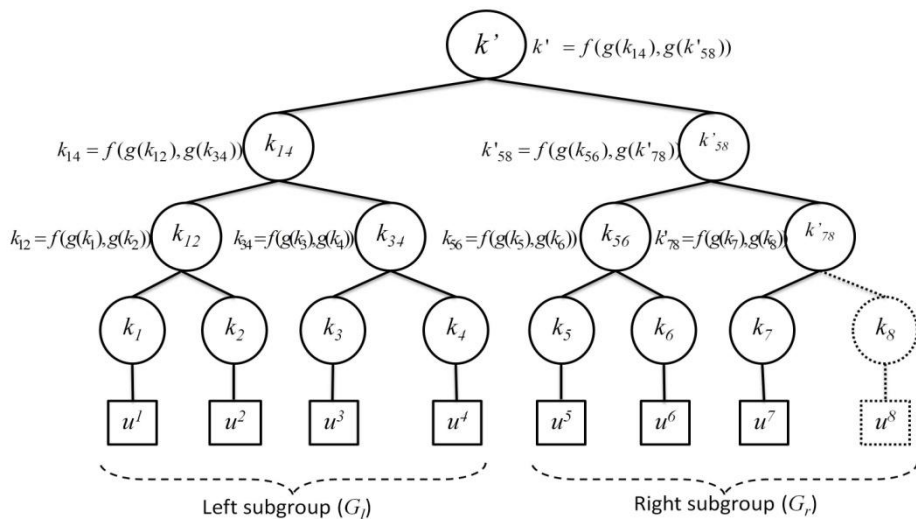 k’ k' = f(g(k₁₄), g(k'₅₈))
k₁₄ = f(g(k₁₂), g(k₃₄)) k₁₄ k'₅₈ = f(g(k₅₆), g(k'₇₈)) k’₅₈
k₁₂ = f(g(k₁), g(k₂)) k₁₂ k₃₄ = f(g(k₃), g(k₄)) k₃₄ k₅₆ = f(g(k₅), g(k₆)) k₅₆ k'₇₈ = f(g(k₇), g(k₈)) k’₇₈
k₁ k₂ k₃ k₄ k₅ k₆ k₇ k₈
u¹ u² u³ u⁴ u⁵ u⁶ u⁷ u⁸
Left subgroup (Gₗ) Right subgroup (Gᵣ)